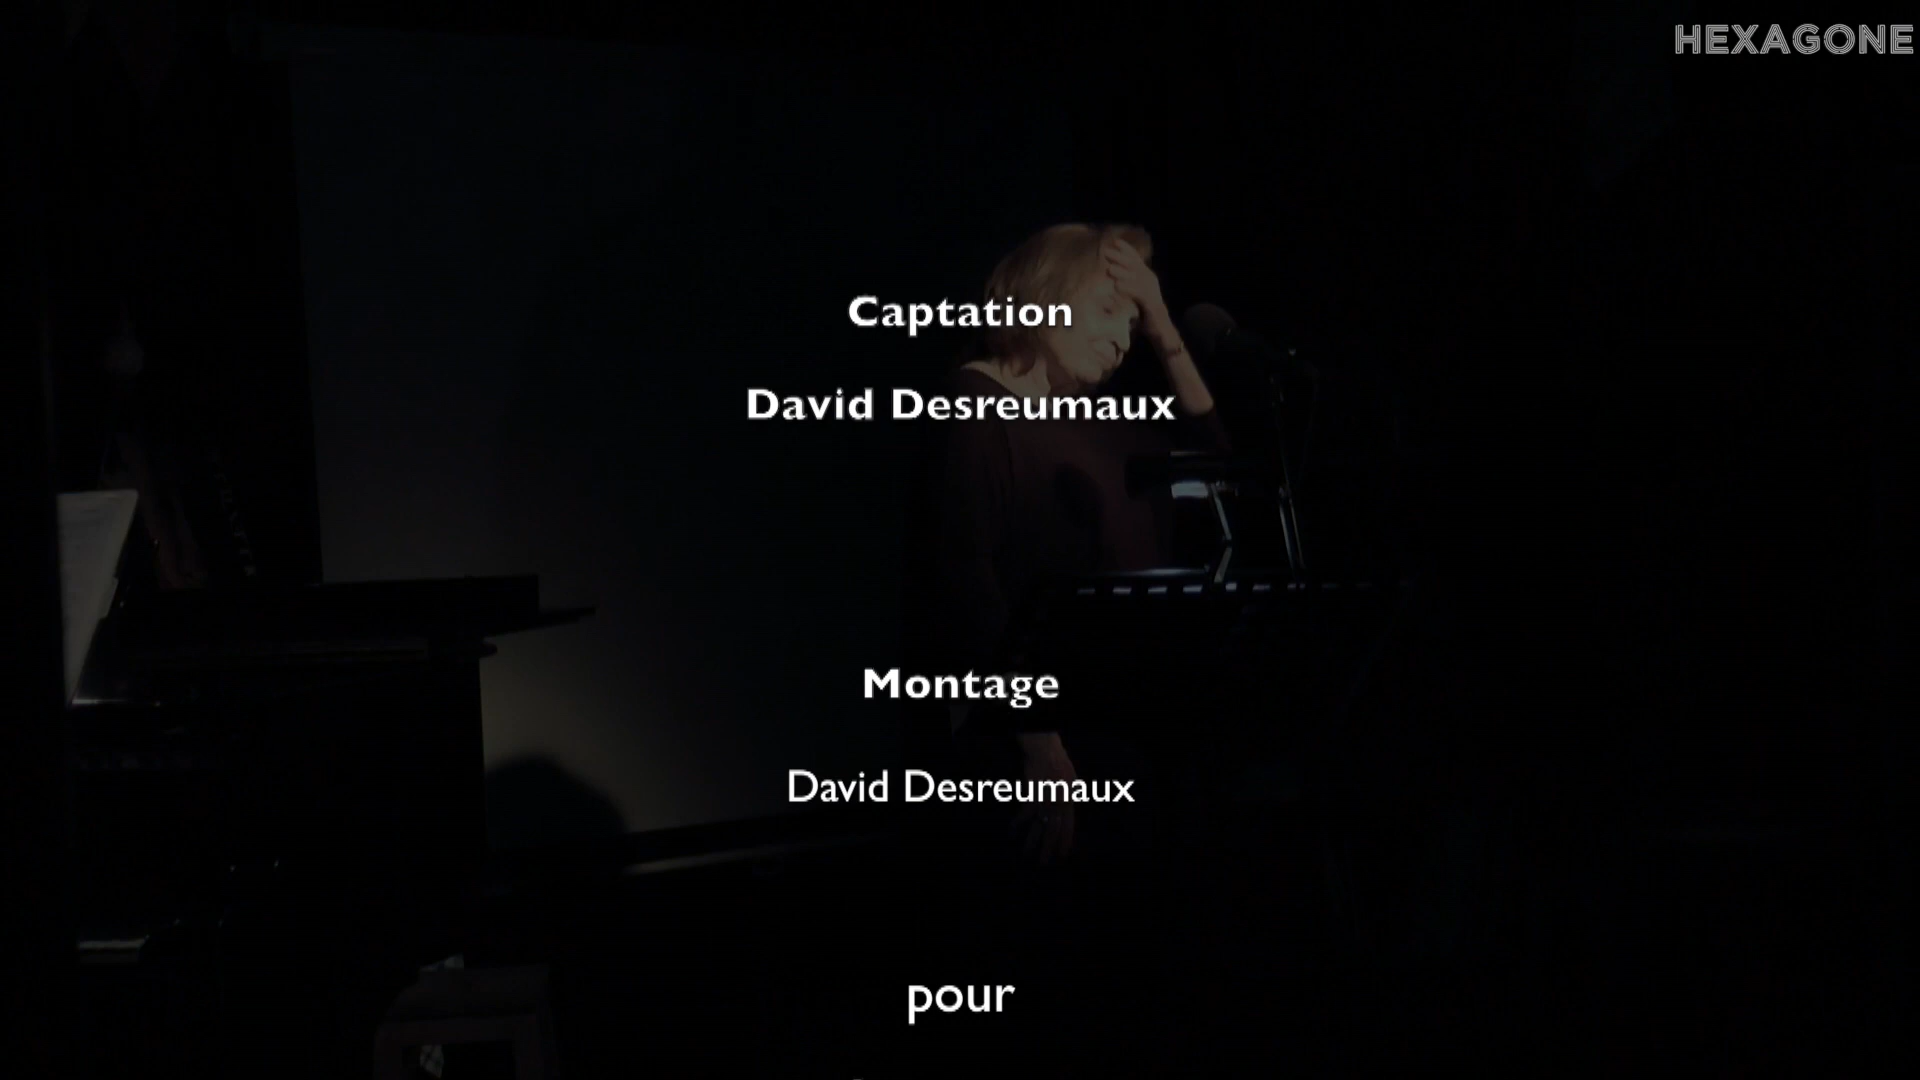 HEXAGONE
Captation
David Desreumaux
Montage
David Desreumaux
pour